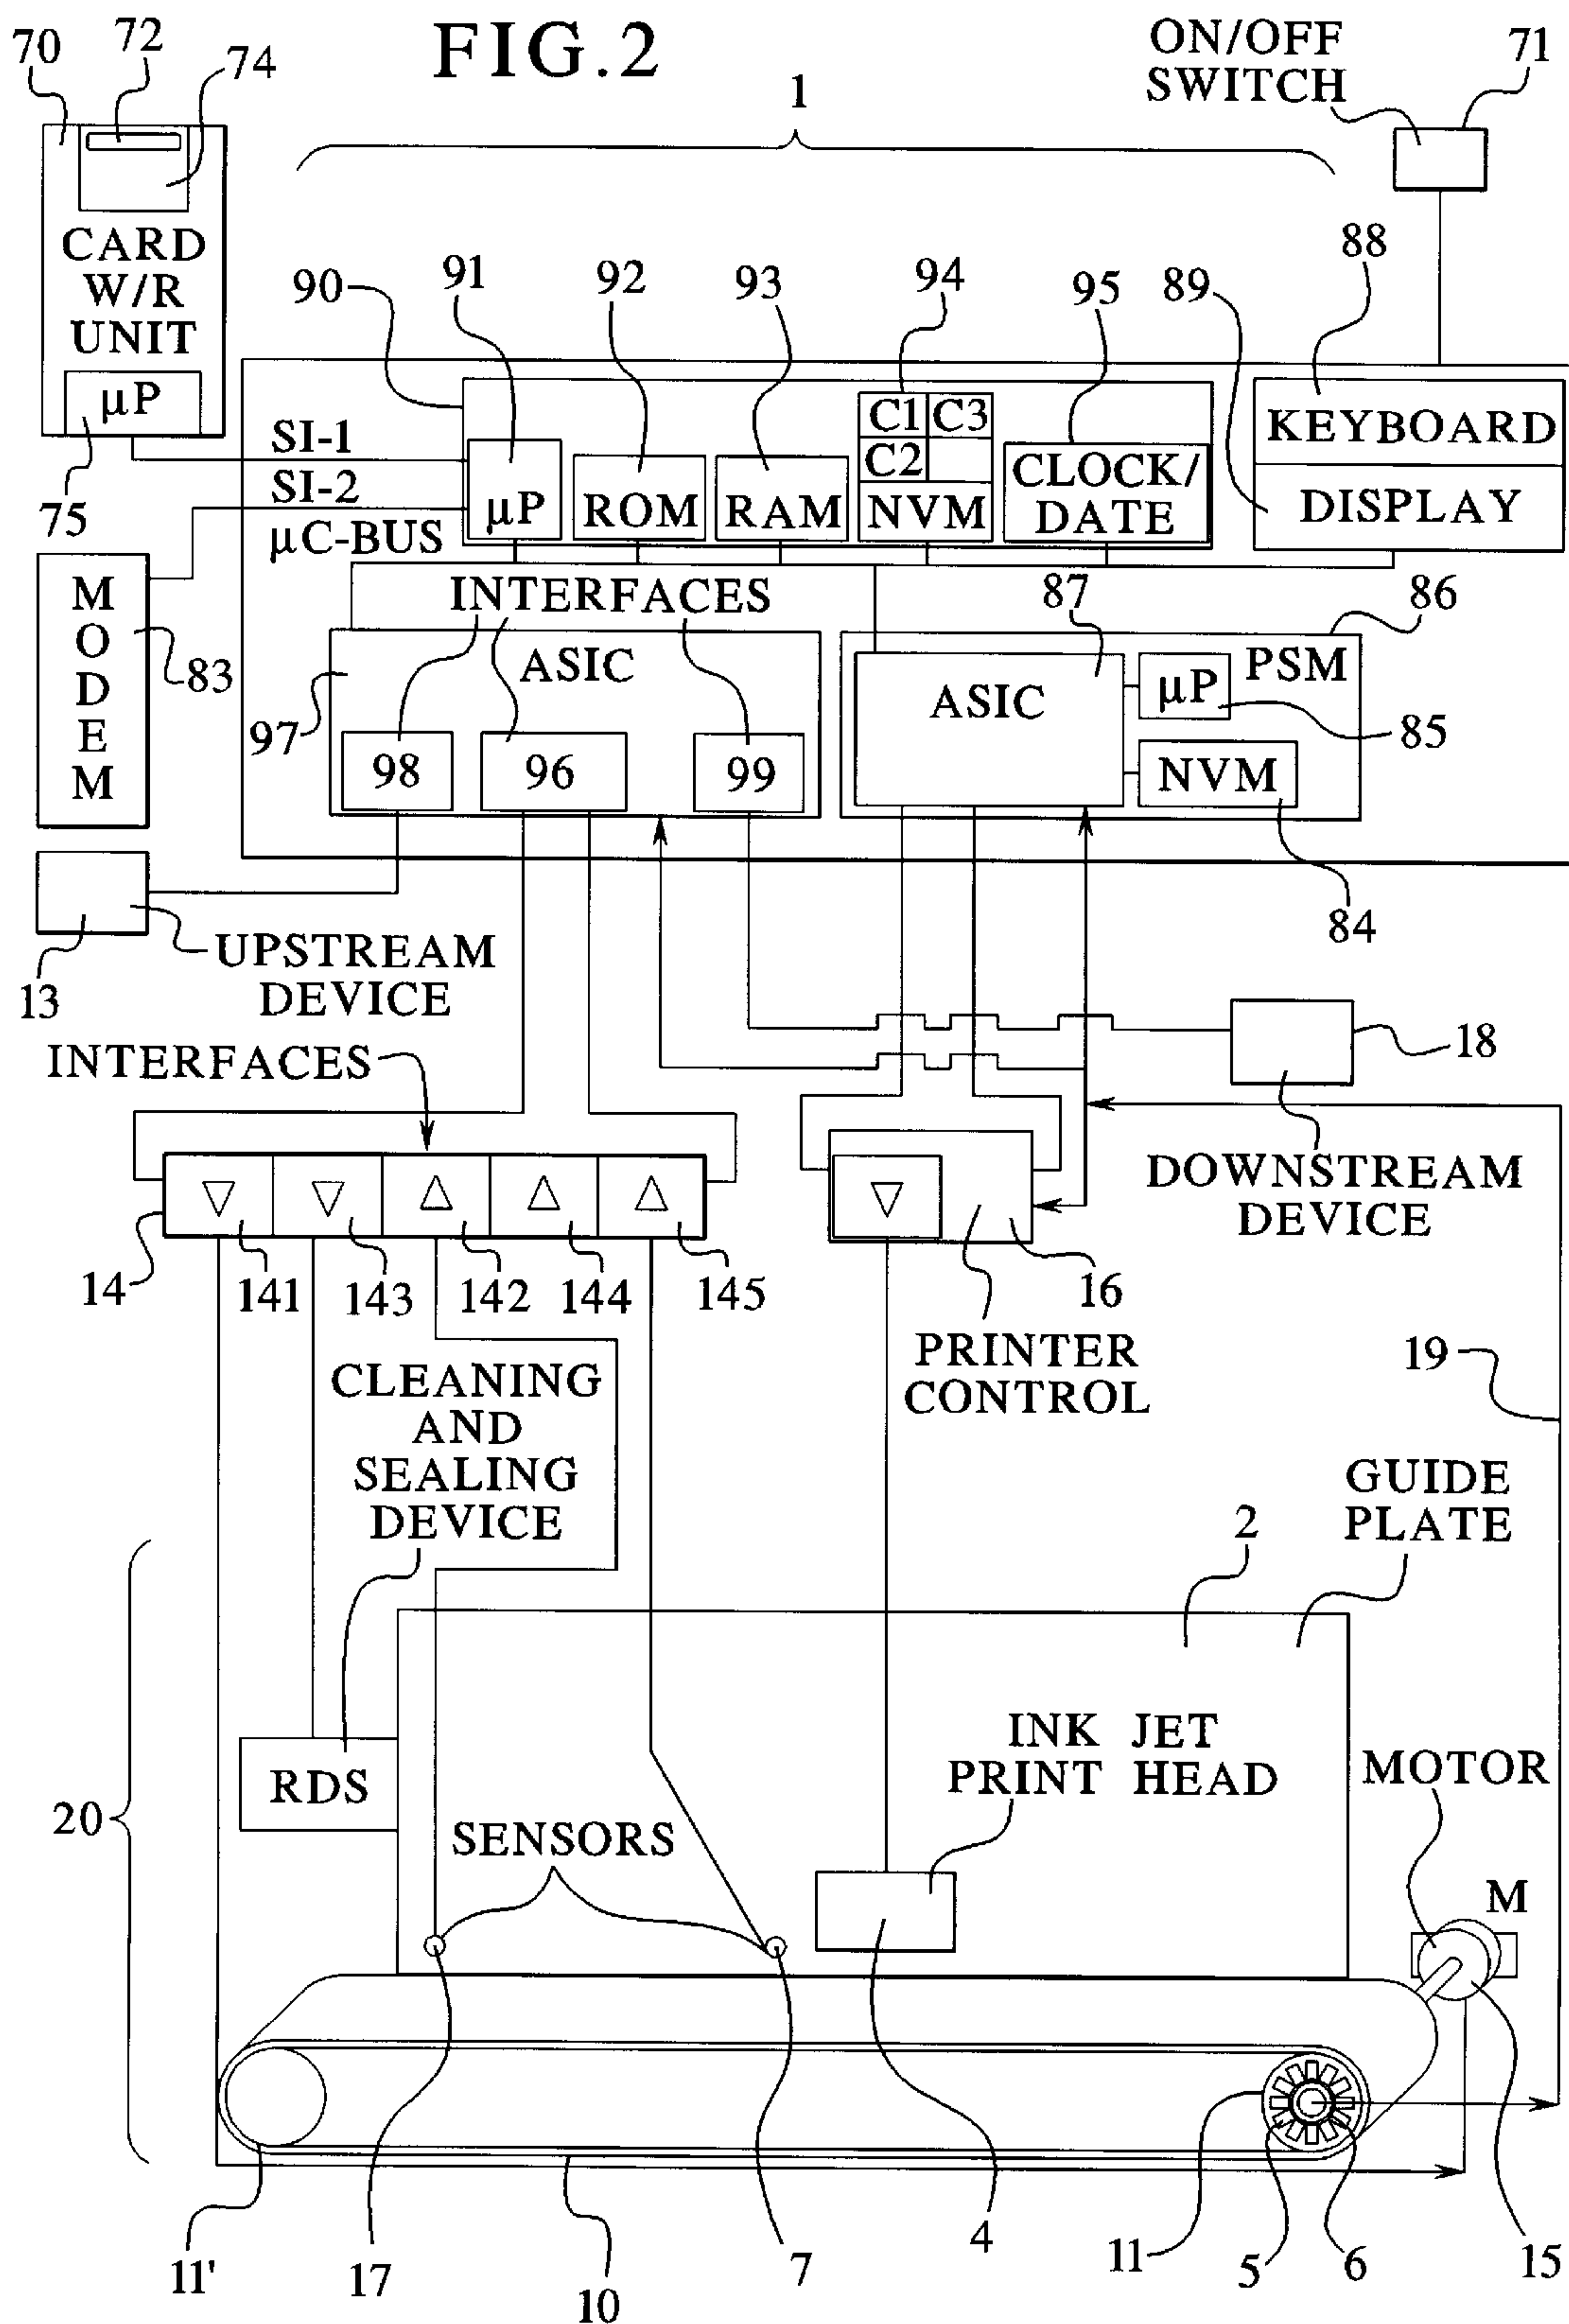 FIG.2
70
72
74
1
ON/OFF
SWITCH
71
CARD
W/R
UNIT
µP
75
90
91
92
93
94
95
89
88
SI-1
SI-2
µC-BUS
µP
ROM
RAM
C1
C3
C2
NVM
CLOCK/
DATE
KEYBOARD
DISPLAY
MODEM
83
INTERFACES
87
86
97
ASIC
98
96
99
ASIC
µP
PSM
85
NVM
84
13
UPSTREAM
DEVICE
18
DOWNSTREAM
DEVICE
INTERFACES
14
141
143
142
144
145
16
PRINTER
CONTROL
19
CLEANING
AND
SEALING
DEVICE
2
GUIDE
PLATE
20
RDS
SENSORS
INK JET
PRINT HEAD
MOTOR
M
11'
17
10
7
4
11
5
6
15